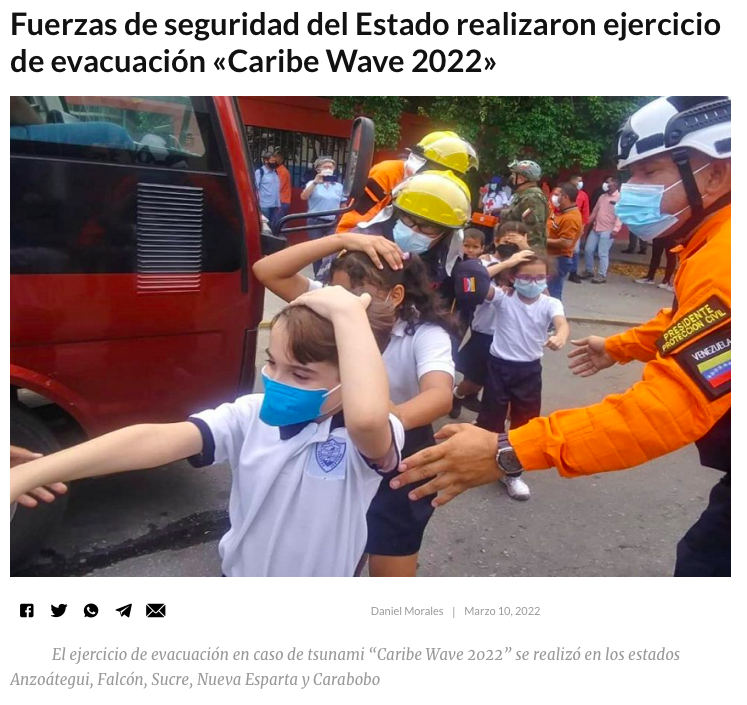 Fuerzas de seguridad del Estado realizaron ejercicio
de evacuación «Caribe Wave 2022»
PRESIDENTE
PROTECCIÓN CIVIL
VENEZUELA
Daniel Morales | Marzo 10, 2022
El ejercicio de evacuación en caso de tsunami “Caribe Wave 2022” se realizó en los estados
Anzoátegui, Falcón, Sucre, Nueva Esparta y Carabobo